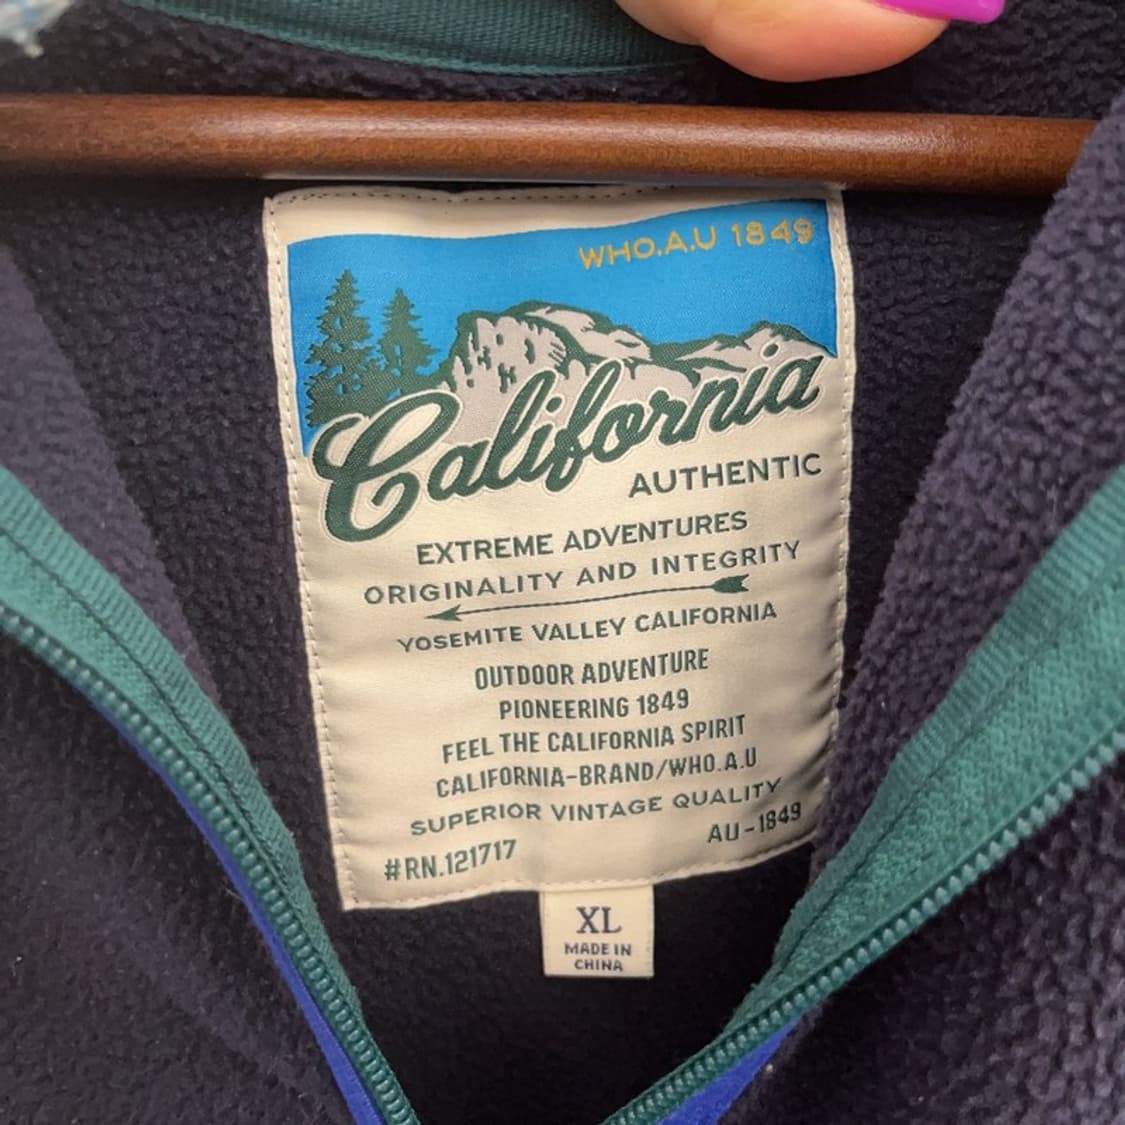 WHO.A.U 1849
California
AUTHENTIC
EXTREME ADVENTURES
ORIGINALITY AND INTEGRITY
YOSEMITE VALLEY CALIFORNIA
OUTDOOR ADVENTURE
PIONEERING 1849
FEEL THE CALIFORNIA SPIRIT
CALIFORNIA-BRAND/WHO.A.U
SUPERIOR VINTAGE QUALITY
AU-1849
#RN.121717
XL
MADE IN
CHINA